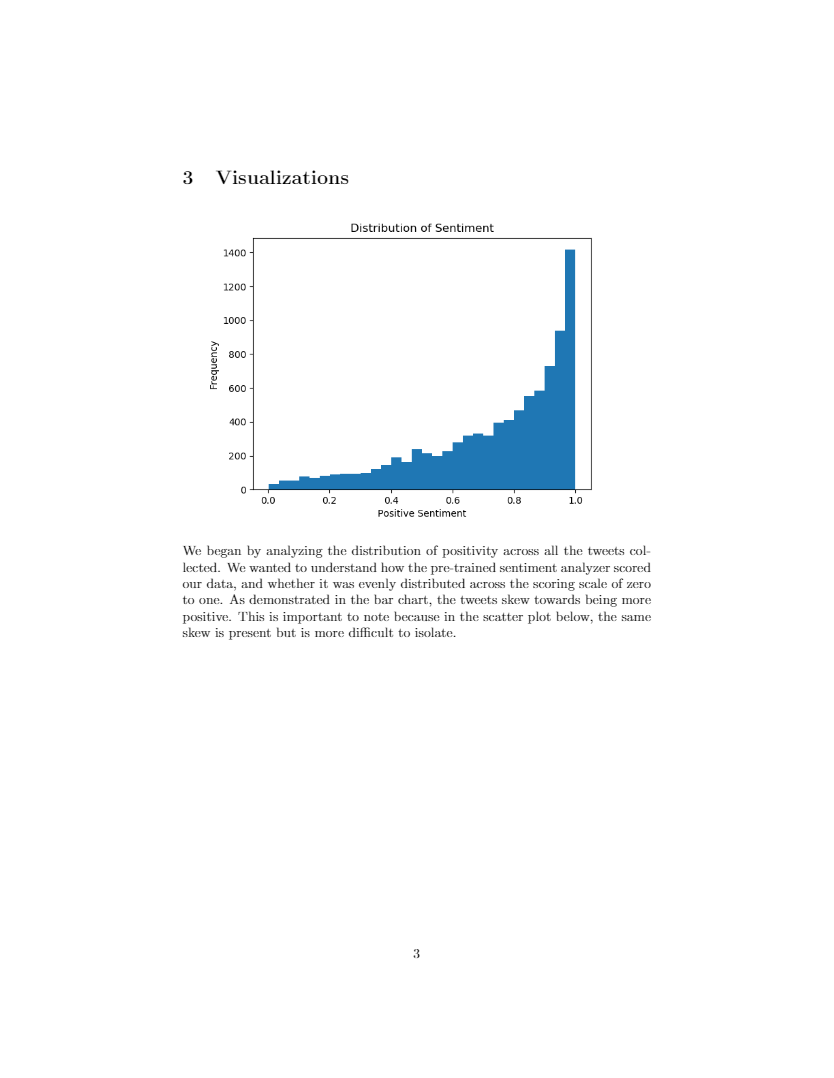 3 Visualizations
Distribution of Sentiment
1400
1200
1000
800
600
400
200
0
Frequency
0.0 0.2 0.4 0.6 0.8 1.0
Positive Sentiment
We began by analyzing the distribution of positivity across all the tweets col-
lected. We wanted to understand how the pre-trained sentiment analyzer scored
our data, and whether it was evenly distributed across the scoring scale of zero
to one. As demonstrated in the bar chart, the tweets skew towards being more
positive. This is important to note because in the scatter plot below, the same
skew is present but is more difficult to isolate.
3